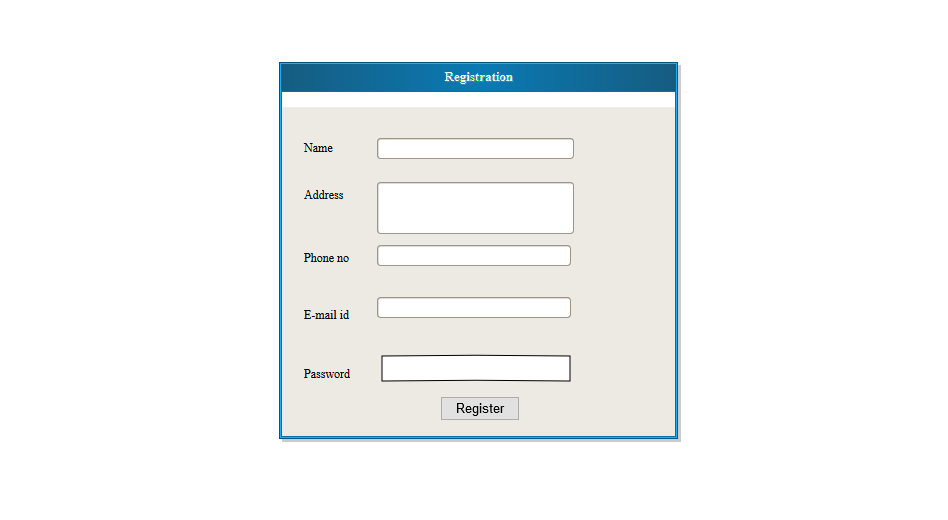 Registration
Name
Address
Phone no
E-mail id
Password
Register